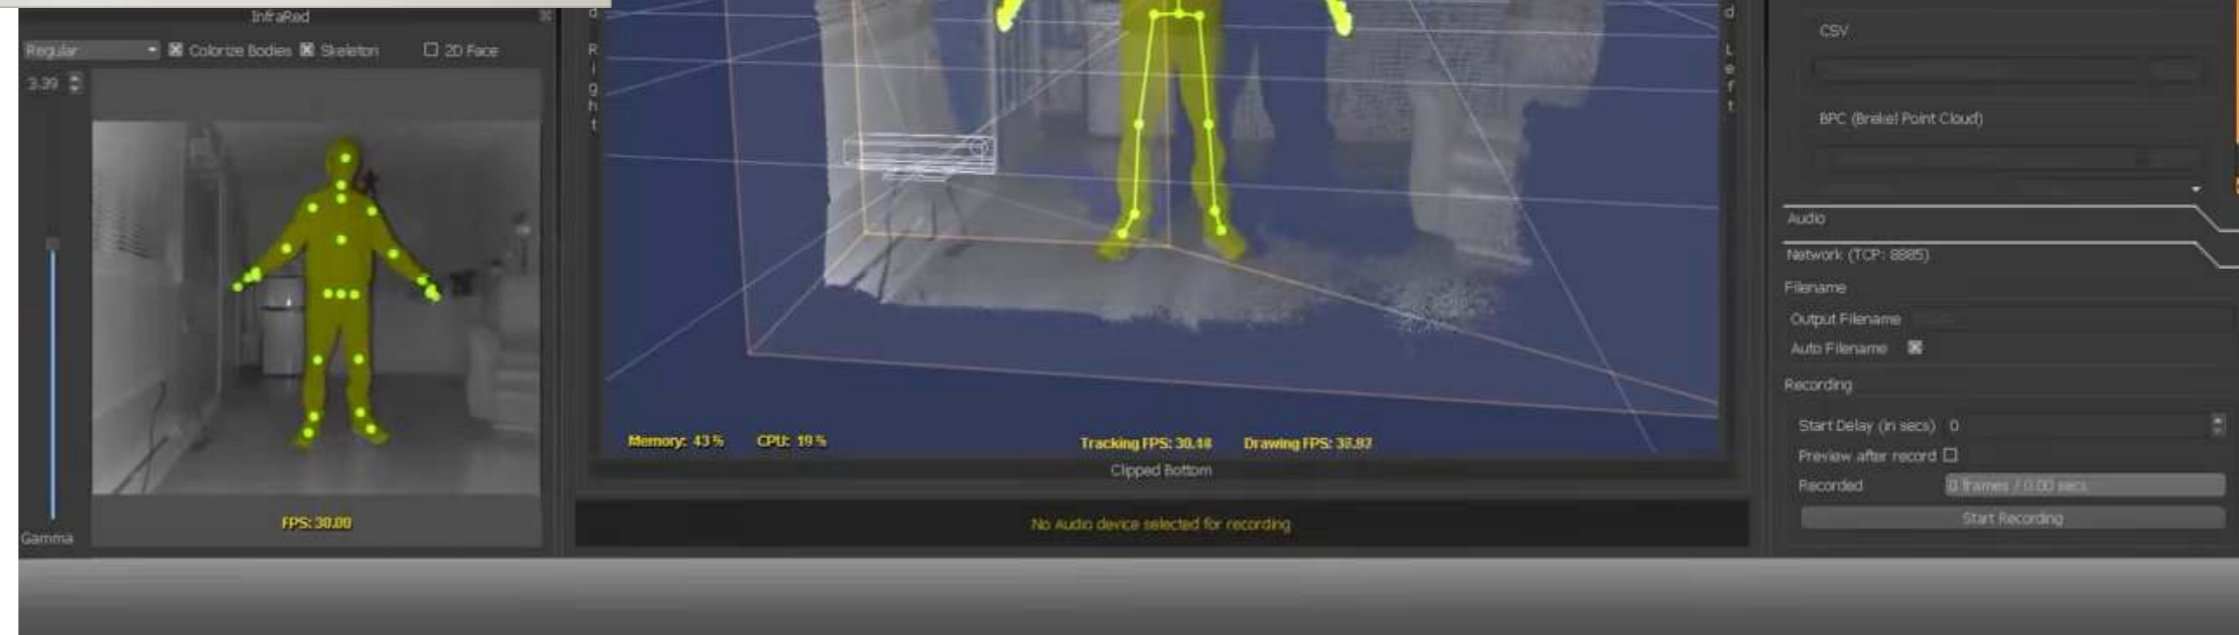 InfraRed
Regular
Colorize Bodies
Skeleton
2D Face
3.39
FPS: 30.00
Gamma
d
R
i
g
h
t
d
L
e
f
t
Memory: 43 %
CPU: 19 %
Tracking FPS: 30.18
Clipped Bottom
Drawing FPS:
No Audio device selected for recording
CSV
BPC (Brekel Point Cloud)
Audio
Network (TCP: 8885)
Filename
Output Filename
Auto Filename
Recording
Start Delay (in secs) 0
Preview after record
Recorded
0 frames / 0.00 secs
Start Recording